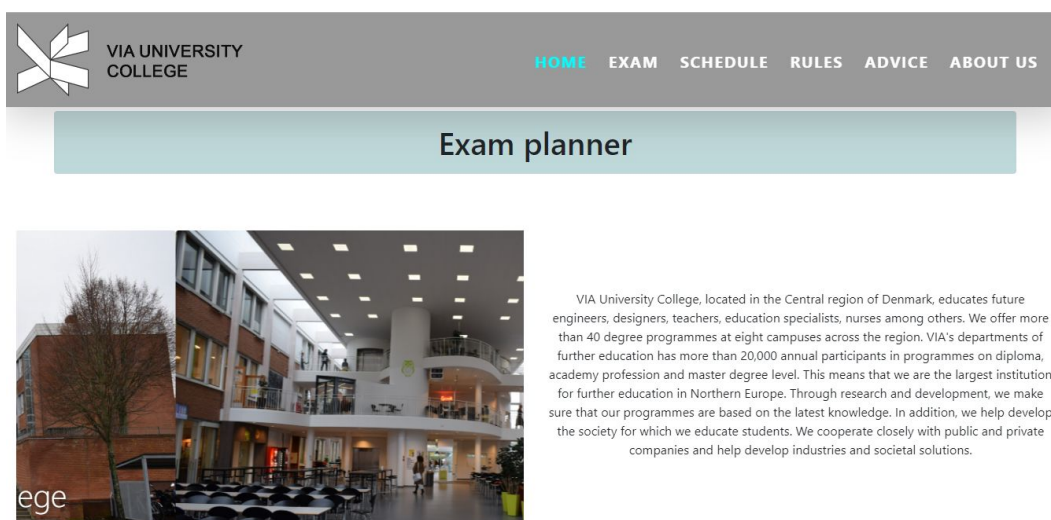 VIA UNIVERSITY
COLLEGE
HOME EXAM SCHEDULE RULES ADVICE ABOUT US
Exam planner
ege
VIA University College, located in the Central region of Denmark, educates future
engineers, designers, teachers, education specialists, nurses among others. We offer more
than 40 degree programmes at eight campuses across the region. VIA's departments of
further education has more than 20,000 annual participants in programmes on diploma,
academy profession and master degree level. This means that we are the largest institution
for further education in Northern Europe. Through research and development, we make
sure that our programmes are based on the latest knowledge. In addition, we help develop
the society for which we educate students. We cooperate closely with public and private
companies and help develop industries and societal solutions.